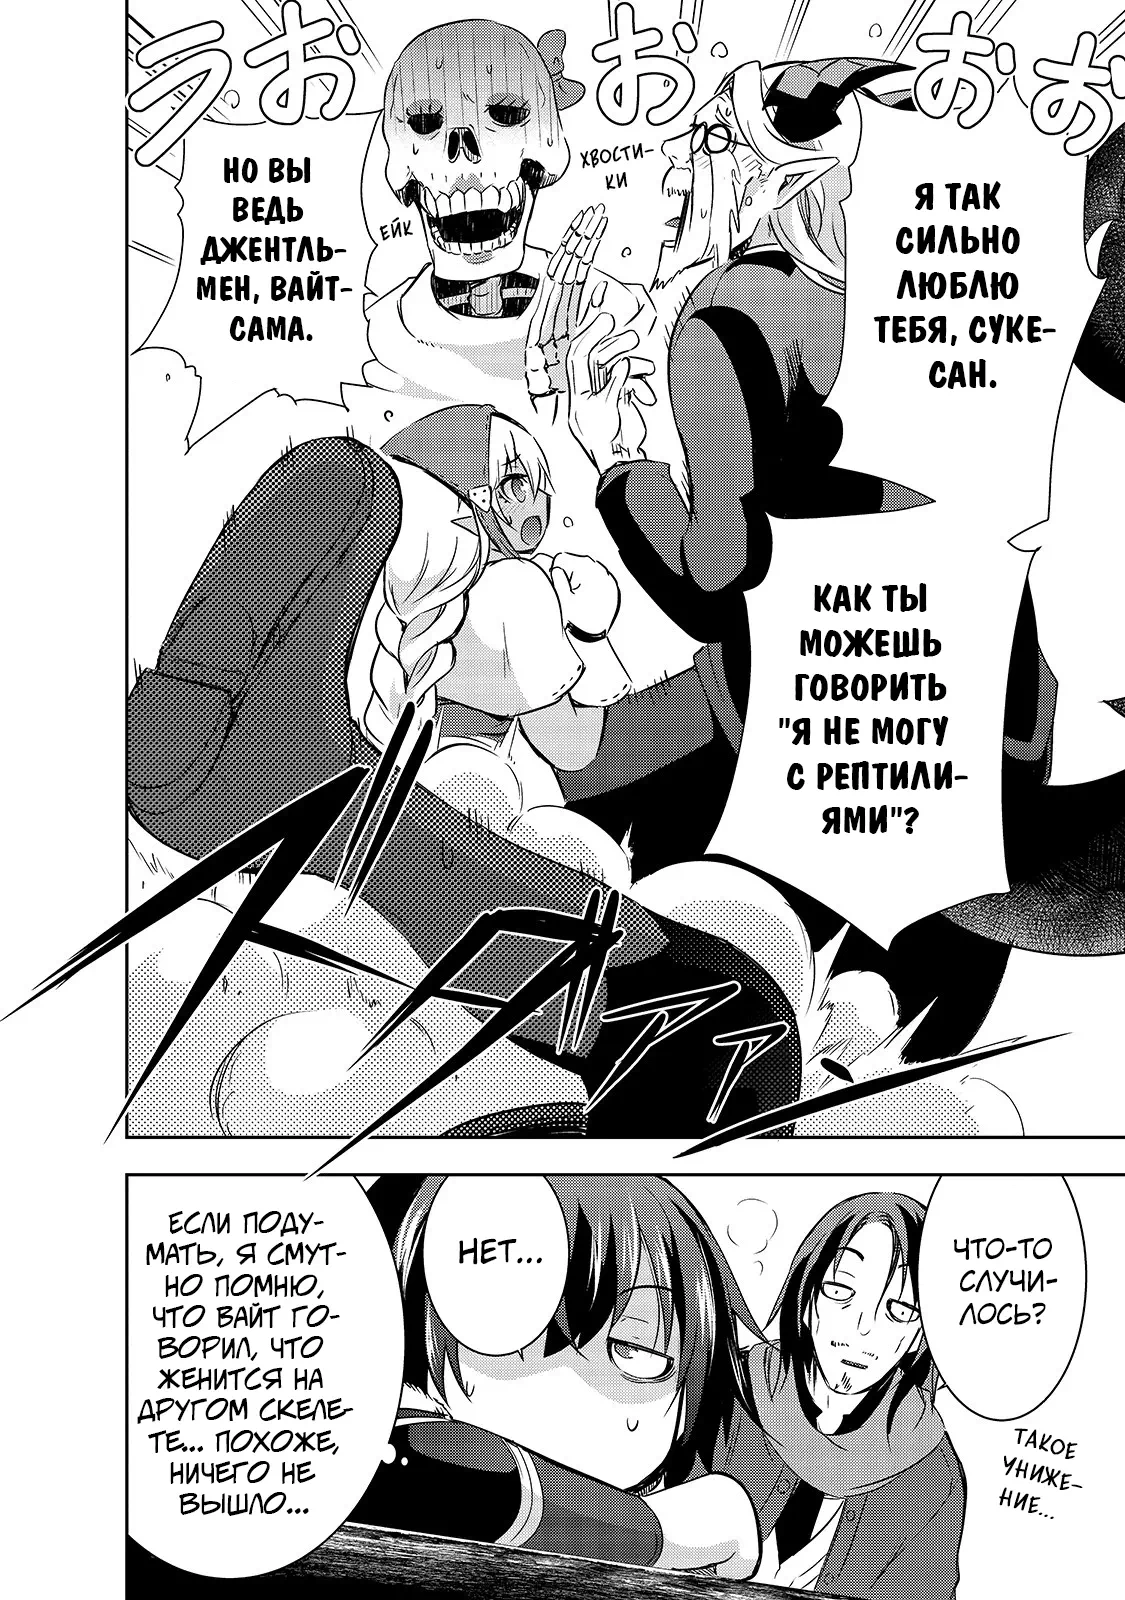 うおおおお
Я ТАК
СИЛЬНО
ЛЮБЛЮ
ТЕБЯ, СУКЕ-
САН.
ХВОСТИ-
КИ
ЕЙК
НО ВЫ
ВЕДЬ
ДЖЕНТЛЬ-
МЕН, ВАЙТ-
САМА.
КАК ТЫ
МОЖЕШЬ
ГОВОРИТЬ
"Я НЕ МОГУ
С РЕПТИЛИ-
ЯМИ"?
ズダァァ
ЧТО-ТО
СЛУЧИ-
ЛОСЬ?
ТАКОЕ
УНИЖЕ-
НИЕ...
НЕТ...
ЕСЛИ ПОДУ-
МАТЬ, Я СМУТ-
НО ПОМНЮ,
ЧТО ВАЙТ ГО-
ВОРИЛ, ЧТО
ЖЕНИТСЯ НА
ДРУГОМ СКЕЛЕ-
ТЕ... ПОХОЖЕ,
НИЧЕГО НЕ
ВЫШЛО...